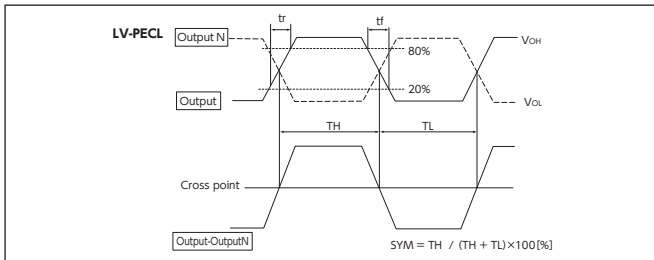 tr
tf
LV-PECL
Output N
VOH
80%
20%
Output
VOL
TH
TL
Cross point
Output-OutputN
SYM = TH / (TH + TL)×100[%]